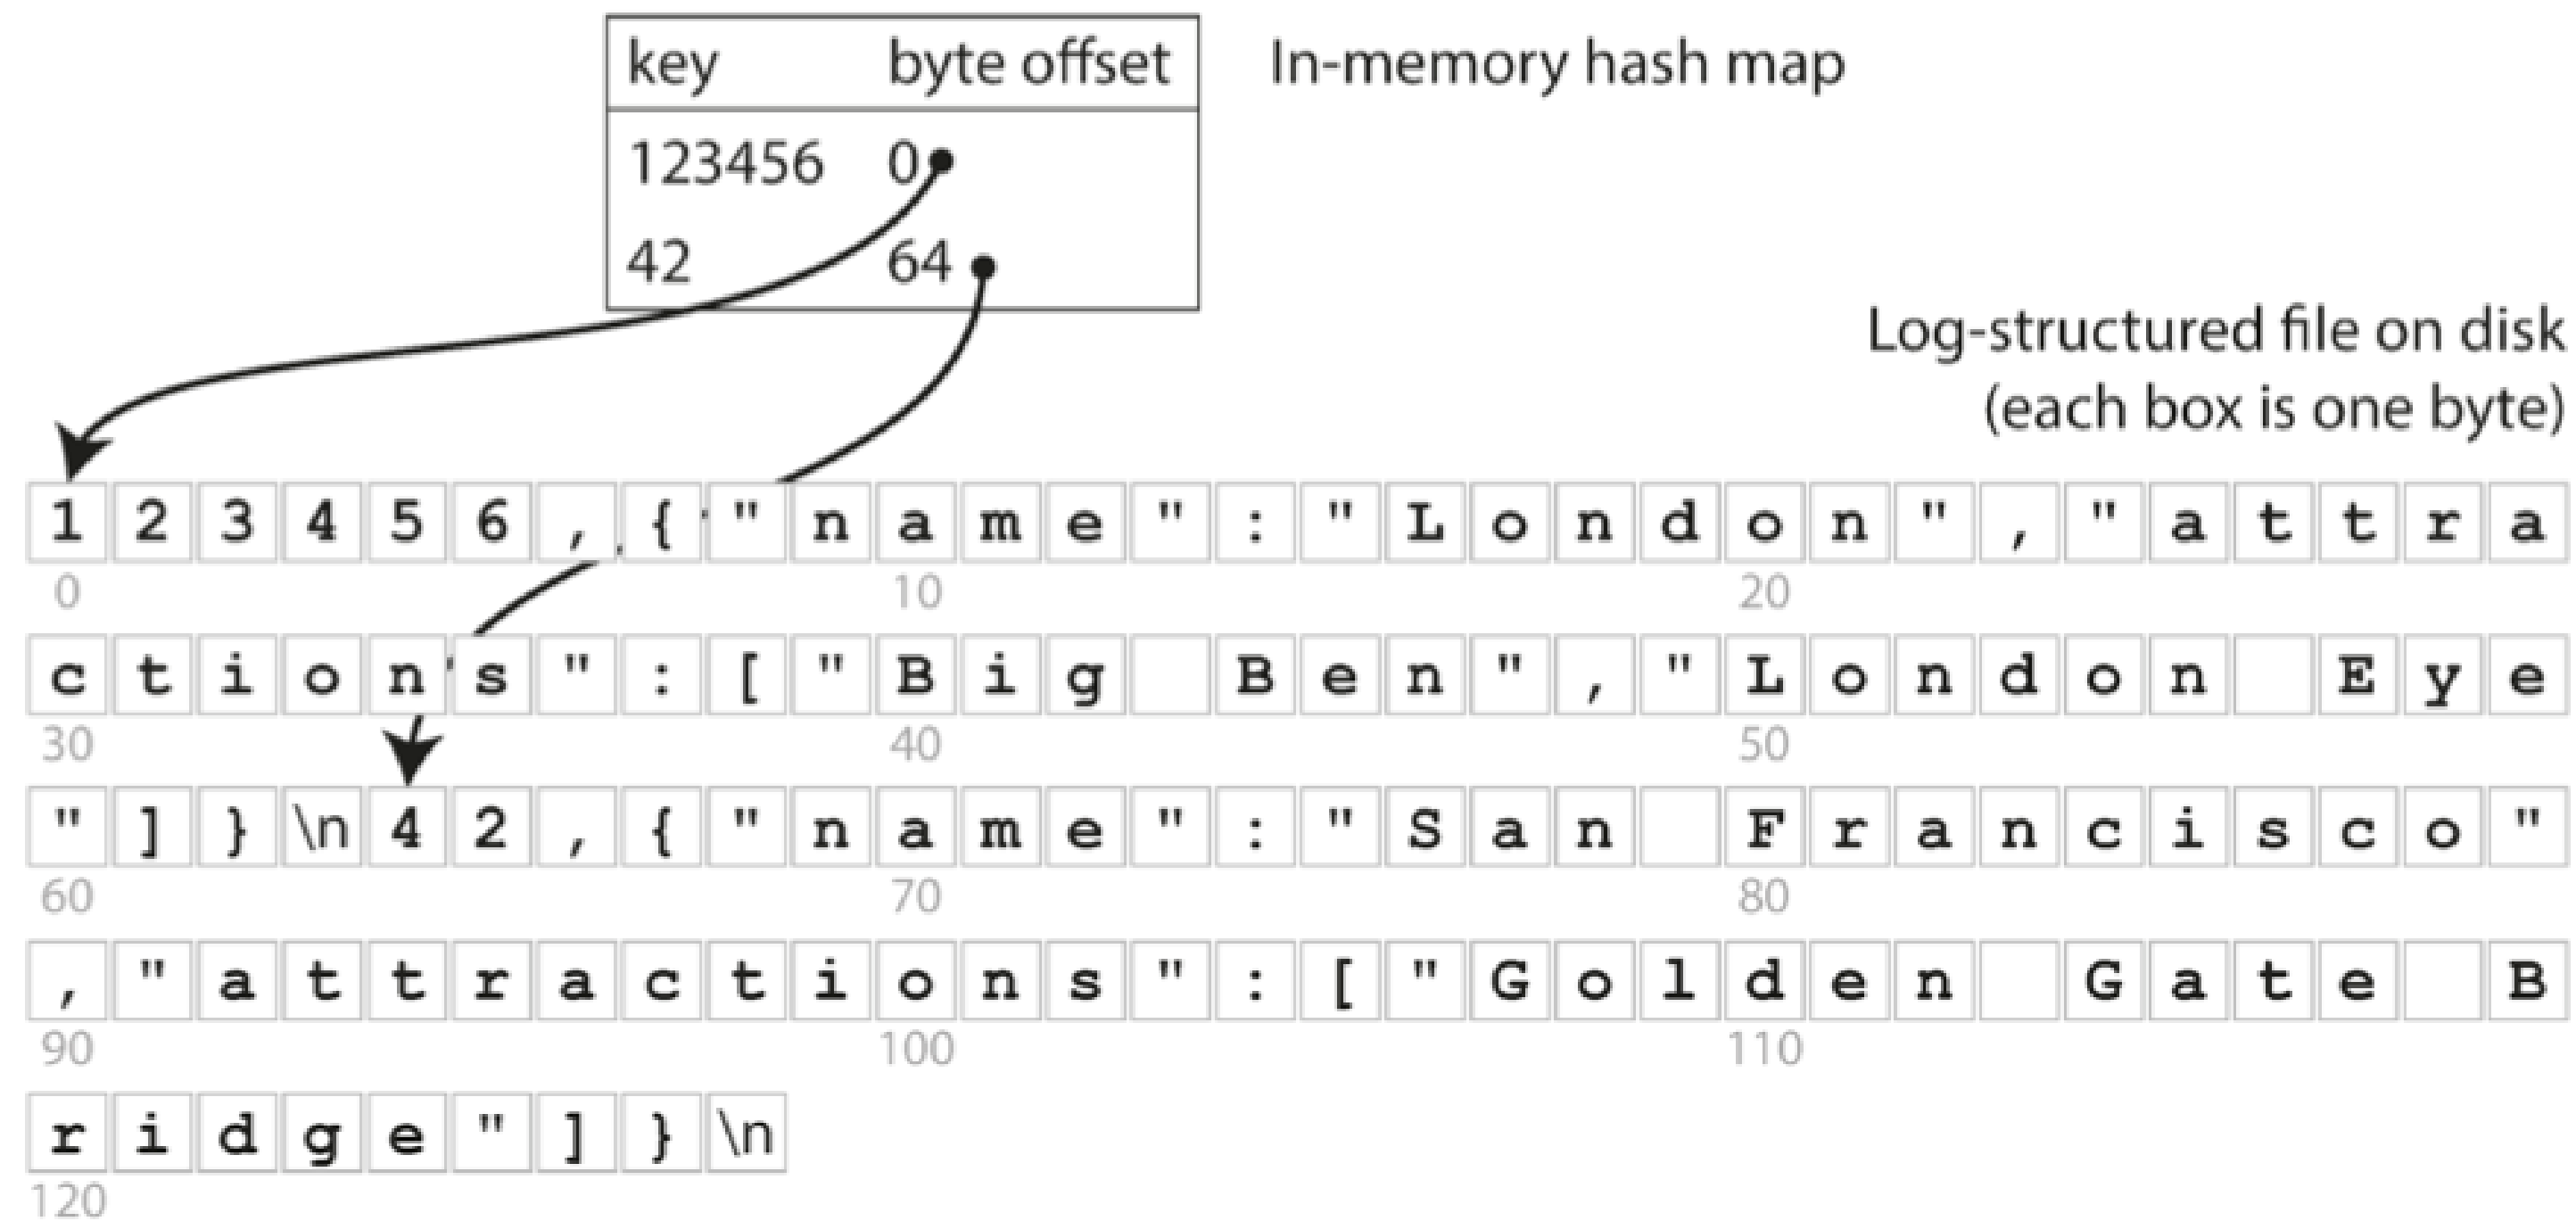 key byte offset In-memory hash map
123456 0
42 64
Log-structured file on disk
(each box is one byte)
1 2 3 4 5 6 , { " n a m e " : " L o n d o n " , " a t t r a
0 10 20
c t i o n s " : [ " B i g   B e n " , " L o n d o n   E y e
30 40 50
" ] } \n 4 2 , { " n a m e " : " S a n   F r a n c i s c o "
60 70 80
, " a t t r a c t i o n s " : [ " G o l d e n   G a t e   B
90 100 110
r i d g e " ] } \n
120